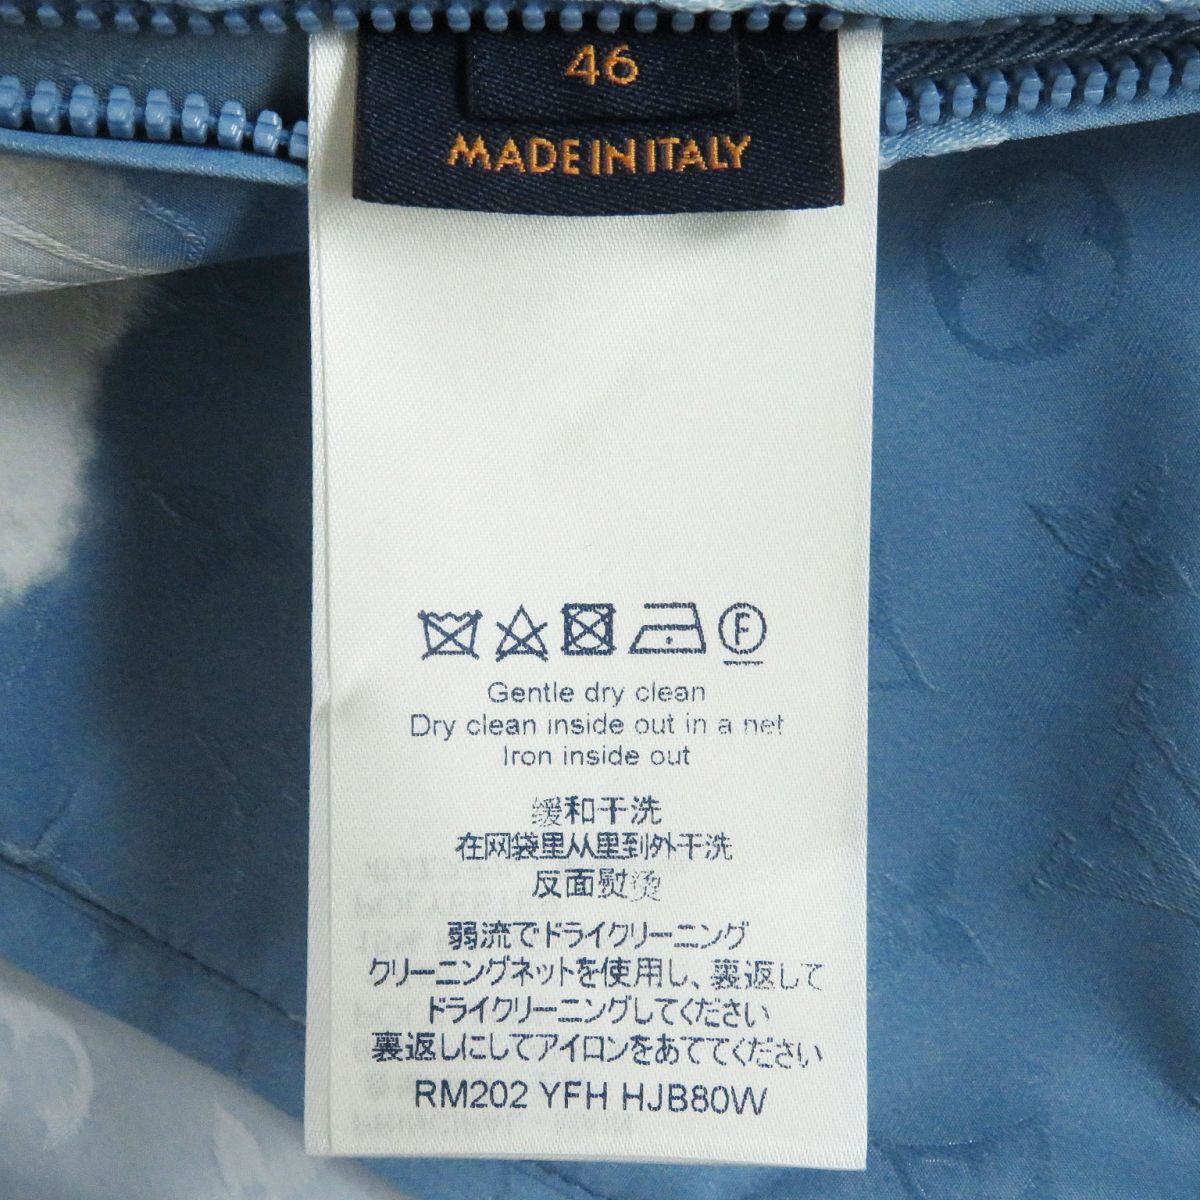 46
MADE IN ITALY
F
Gentle dry clean
Dry clean inside out in a net
Iron inside out
缓和干洗
在网袋里从里到外干洗
反面熨烫
弱流でドライクリーニング
クリーニングネットを使用し、裏返して
ドライクリーニングしてください
裏返しにしてアイロンをあててください
RM202 YFH HJB80W